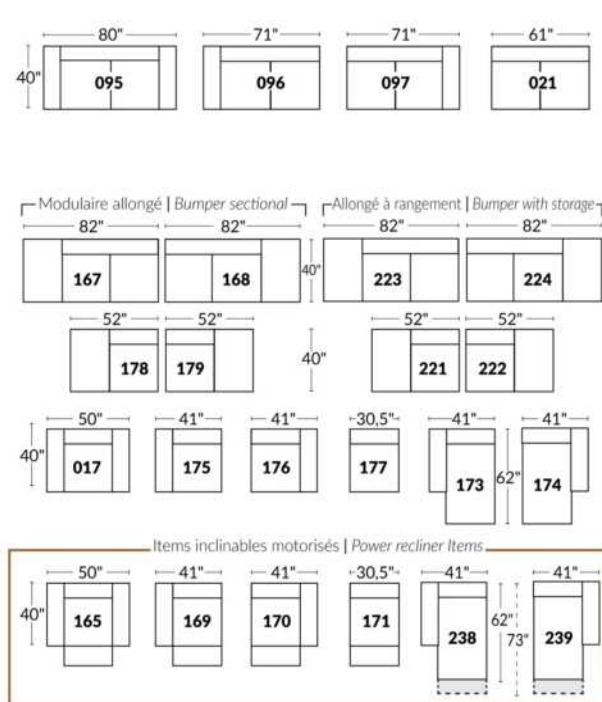 80" 71" 71" 61"
40"
095 096 097 021
Modulaire allongé | Bumper sectional Allongé à rangement | Bumper with storage
82" 82" 82" 82"
40"
167 168 223 224
52" 52" 52" 52"
40"
178 179 221 222
50" 41" 41" 30,5" 41" 41"
40" 62"
017 175 176 177 173 174
Items inclinables motorisés | Power recliner Items
50" 41" 41" 30,5" 41" 41"
40" 62" 73"
165 169 170 171 238 239